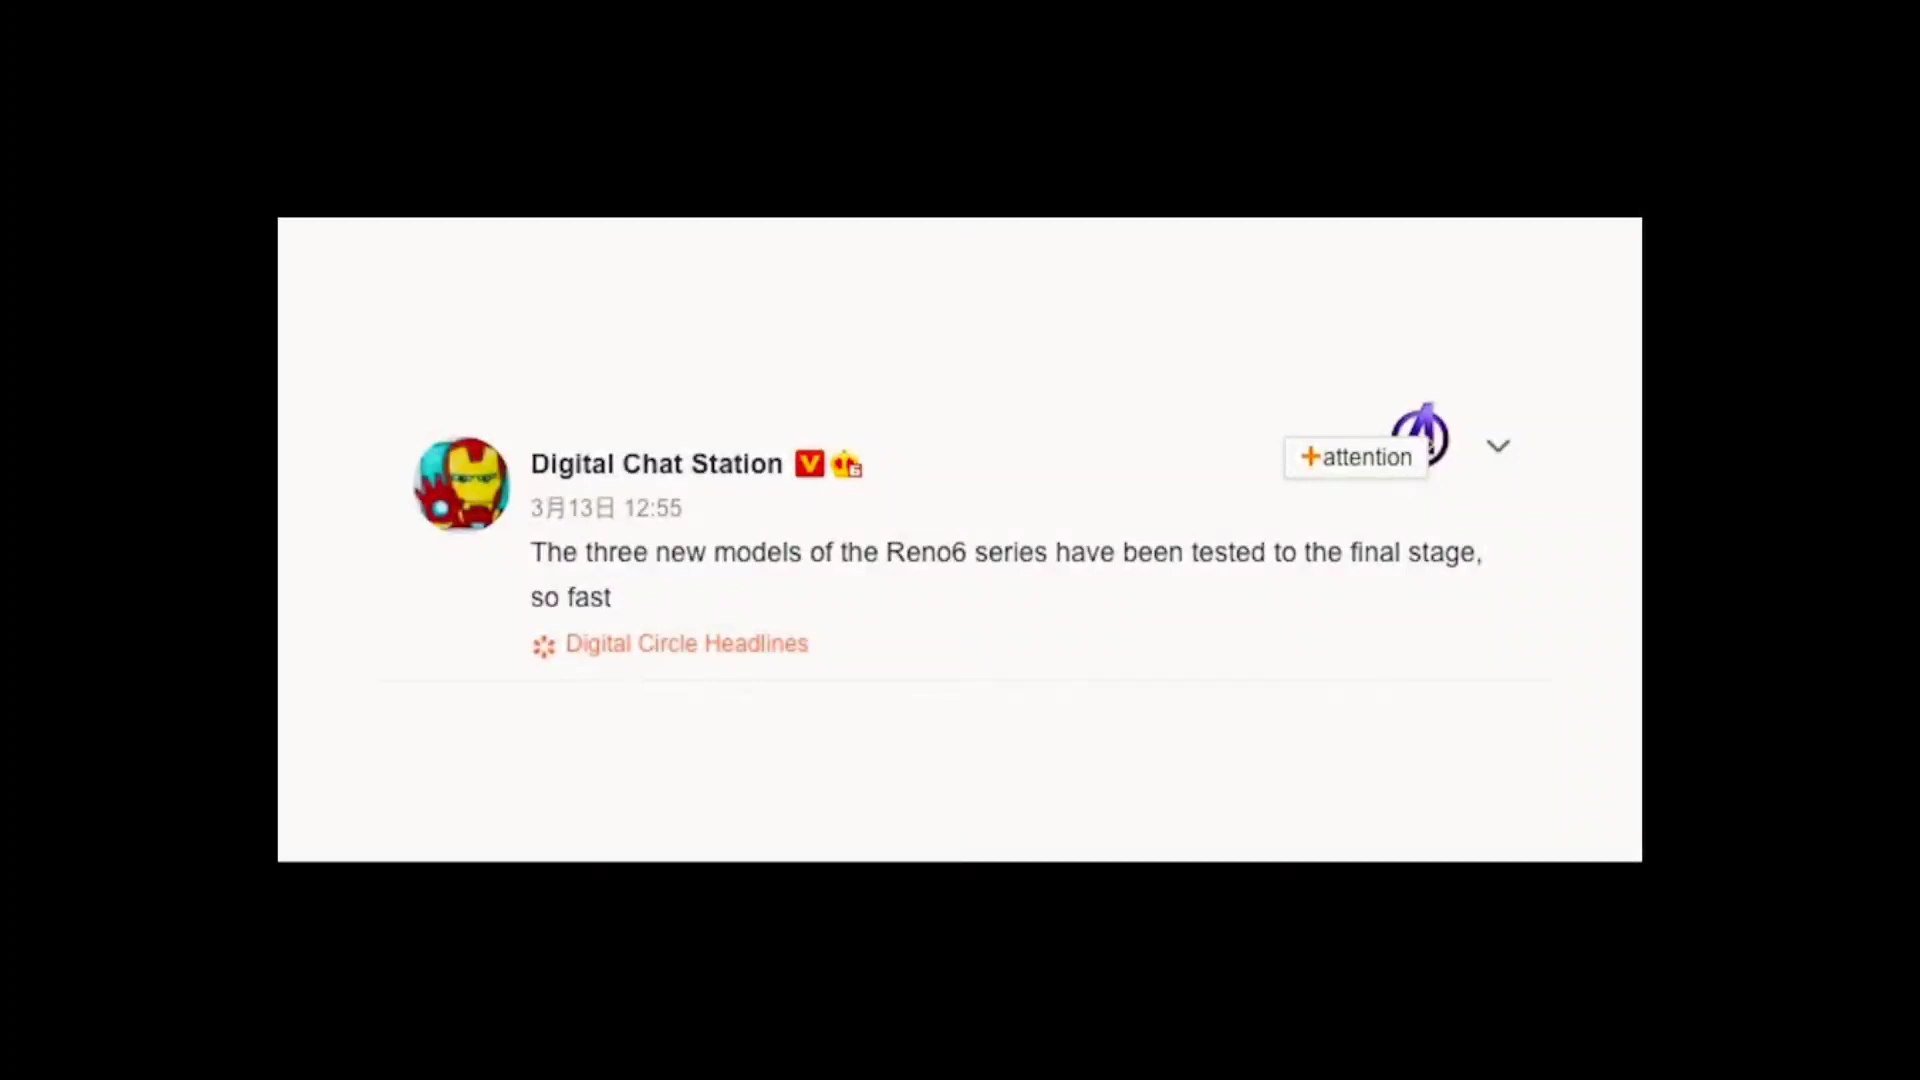 Digital Chat Station
+attention
3月13日 12:55
The three new models of the Reno6 series have been tested to the final stage,
so fast
Digital Circle Headlines